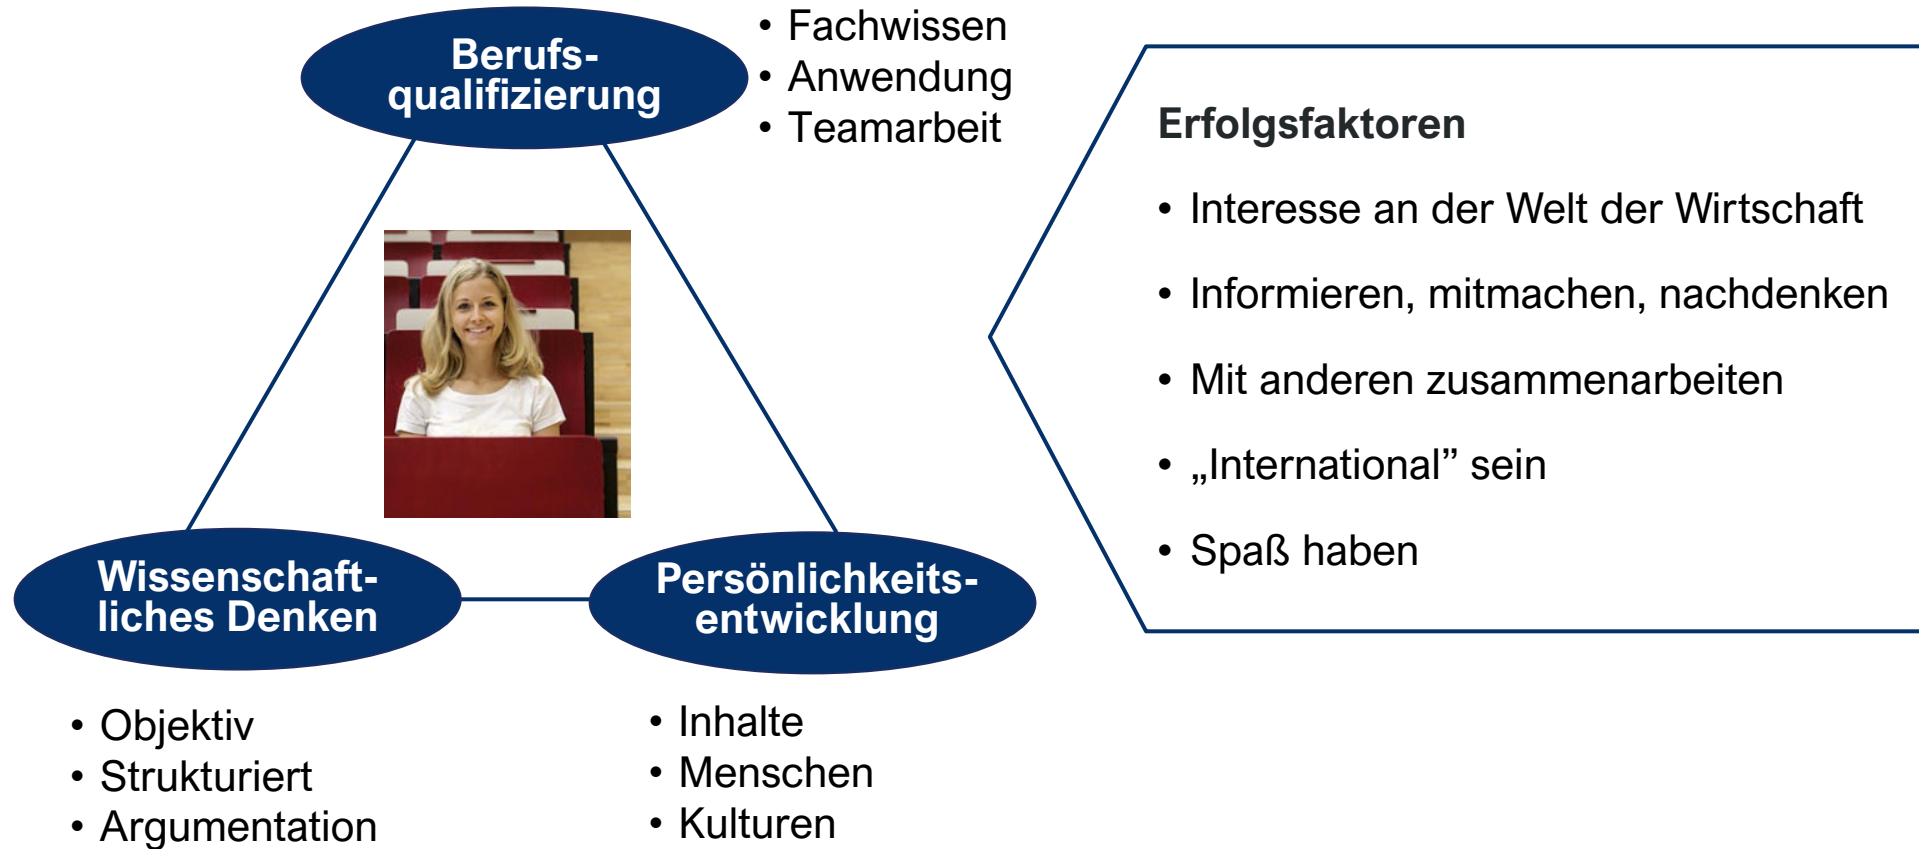 Berufs-
qualifizierung
• Fachwissen
• Anwendung
• Teamarbeit
Wissenschaft-
liches Denken
• Objektiv
• Strukturiert
• Argumentation
Persönlichkeits-
entwicklung
• Inhalte
• Menschen
• Kulturen
Erfolgsfaktoren
• Interesse an der Welt der Wirtschaft
• Informieren, mitmachen, nachdenken
• Mit anderen zusammenarbeiten
• „International” sein
• Spaß haben